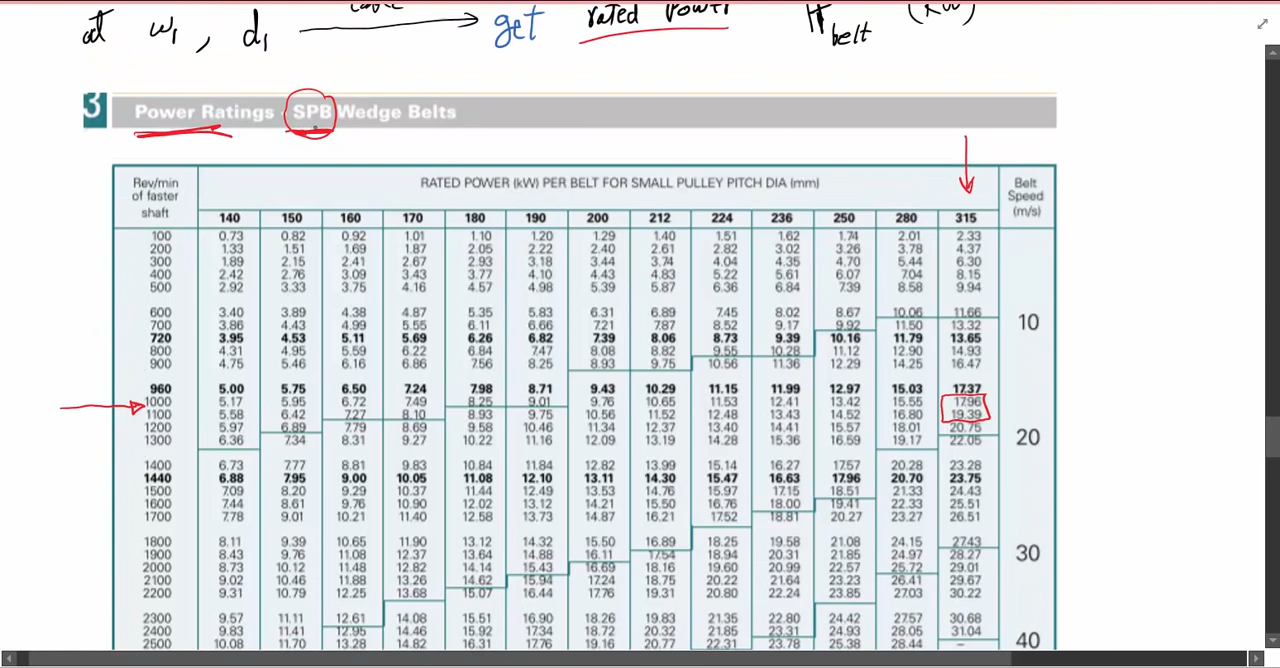 at ω₁ , d₁ ⟶ get rated Power H belt (kw)
3 Power Ratings SPB Wedge Belts
Rev/min of faster shaft
RATED POWER (kW) PER BELT FOR SMALL PULLEY PITCH DIA (mm)
Belt Speed (m/s)
140 150 160 170 180 190 200 212 224 236 250 280 315
100 0.73 0.82 0.92 1.01 1.10 1.20 1.29 1.40 1.51 1.62 1.74 2.01 2.33
200 1.33 1.51 1.69 1.87 2.05 2.22 2.40 2.61 2.82 3.02 3.26 3.78 4.37
300 1.89 2.15 2.41 2.67 2.93 3.18 3.44 3.74 4.04 4.35 4.70 5.44 6.30
400 2.42 2.76 3.09 3.43 3.77 4.10 4.43 4.83 5.22 5.61 6.07 7.04 8.15
500 2.92 3.33 3.75 4.16 4.57 4.98 5.39 5.87 6.36 6.84 7.39 8.58 9.94
600 3.40 3.89 4.38 4.87 5.35 5.83 6.31 6.89 7.45 8.02 8.67 10.06 11.66
10
700 3.86 4.43 4.99 5.55 6.11 6.66 7.21 7.87 8.52 9.17 9.92 11.50 13.32
720 3.95 4.53 5.11 5.69 6.26 6.82 7.39 8.06 8.73 9.39 10.16 11.79 13.65
800 4.31 4.95 5.59 6.22 6.84 7.47 8.08 8.82 9.55 10.28 11.12 12.90 14.93
900 4.75 5.46 6.16 6.86 7.56 8.25 8.93 9.75 10.56 11.36 12.29 14.25 16.47
960 5.00 5.75 6.50 7.24 7.98 8.71 9.43 10.29 11.15 11.99 12.97 15.03 17.37
1000 5.17 5.95 6.72 7.49 8.25 9.01 9.76 10.65 11.53 12.41 13.42 15.55 17.96
1100 5.58 6.42 7.27 8.10 8.93 9.75 10.56 11.52 12.48 13.43 14.52 16.80 19.39
1200 5.97 6.89 7.79 8.69 9.58 10.46 11.34 12.37 13.40 14.41 15.57 18.01 20.75
1300 6.36 7.34 8.31 9.27 10.22 11.16 12.09 13.19 14.28 15.36 16.59 19.17 22.05
20
1400 6.73 7.77 8.81 9.83 10.84 11.84 12.82 13.99 15.14 16.27 17.57 20.28 23.28
1440 6.88 7.95 9.00 10.05 11.08 12.10 13.11 14.30 15.47 16.63 17.96 20.70 23.75
1500 7.09 8.20 9.29 10.37 11.44 12.49 13.53 14.76 15.97 17.15 18.51 21.33 24.43
1600 7.44 8.61 9.76 10.90 12.02 13.12 14.21 15.50 16.76 18.00 19.41 22.33 25.51
1700 7.78 9.01 10.21 11.40 12.58 13.73 14.87 16.21 17.52 18.81 20.27 23.27 26.51
1800 8.11 9.39 10.65 11.90 13.12 14.32 15.50 16.89 18.25 19.58 21.08 24.15 27.43
1900 8.43 9.76 11.08 12.37 13.64 14.88 16.11 17.54 18.94 20.31 21.85 24.97 28.27
30
2000 8.73 10.12 11.48 12.82 14.14 15.43 16.69 18.16 19.60 20.99 22.57 25.72 29.01
2100 9.02 10.46 11.88 13.26 14.62 15.94 17.24 18.75 20.22 21.64 23.23 26.41 29.67
2200 9.31 10.79 12.25 13.68 15.07 16.44 17.76 19.31 20.80 22.24 23.85 27.03 30.22
2300 9.57 11.11 12.61 14.08 15.51 16.90 18.26 19.83 21.35 22.80 24.42 27.57 30.68
2400 9.83 11.41 12.95 14.46 15.92 17.34 18.72 20.32 21.85 23.31 24.93 28.05 31.04
2500 10.08 11.70 13.28 14.82 16.31 17.76 19.16 20.77 22.31 23.78 25.38 28.44 –
40